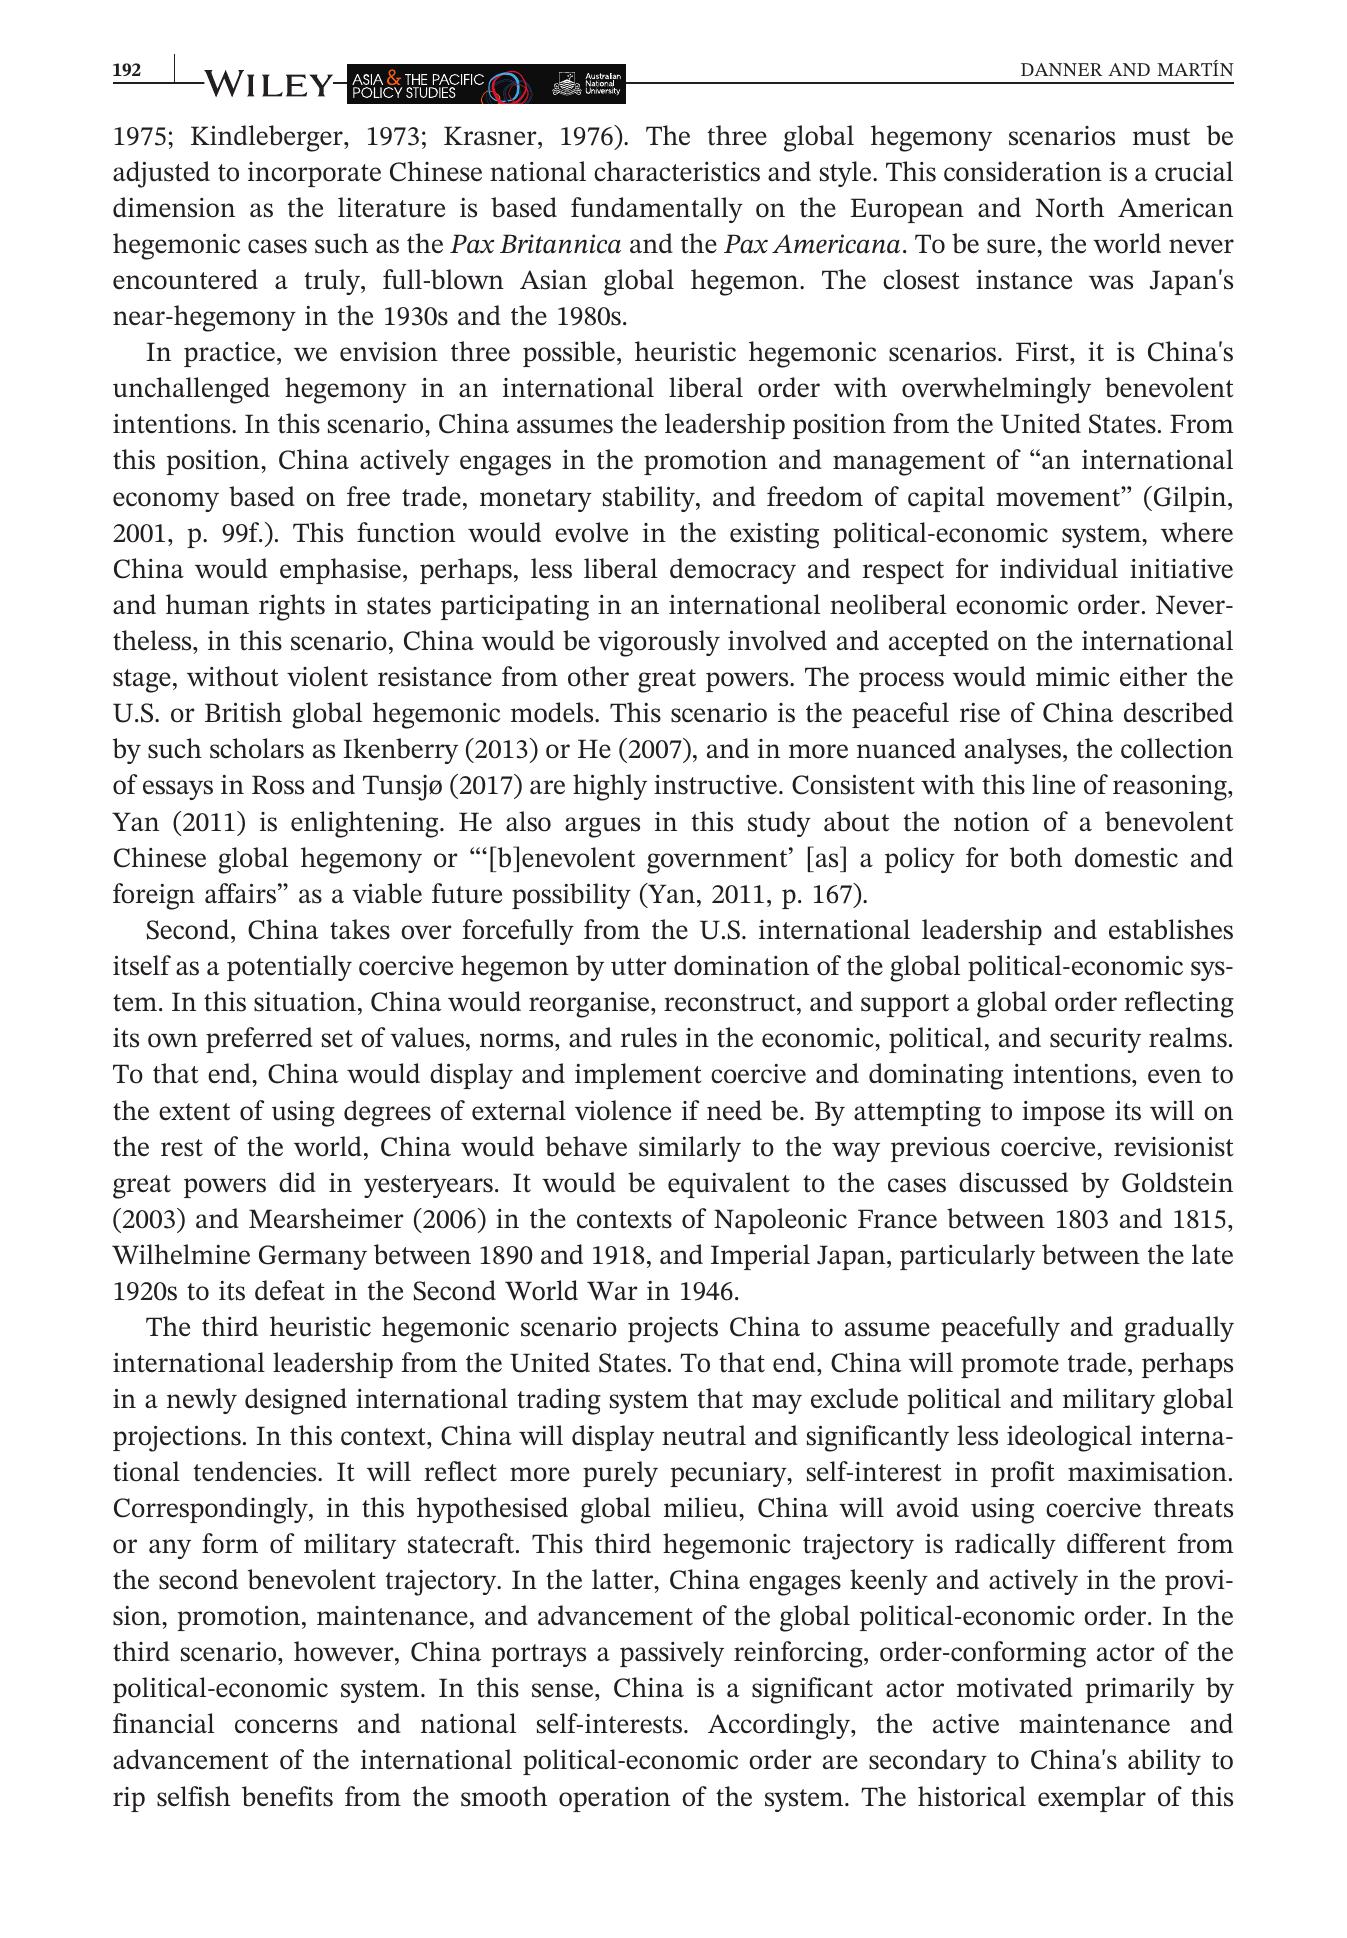 192
WILEY
ASIA & THE PACIFIC
POLICY STUDIES
Australian
National
University
DANNER AND MARTÍN
1975; Kindleberger, 1973; Krasner, 1976). The three global hegemony scenarios must be
adjusted to incorporate Chinese national characteristics and style. This consideration is a crucial
dimension as the literature is based fundamentally on the European and North American
hegemonic cases such as the Pax Britannica and the Pax Americana. To be sure, the world never
encountered a truly, full-blown Asian global hegemon. The closest instance was Japan's
near-hegemony in the 1930s and the 1980s.
In practice, we envision three possible, heuristic hegemonic scenarios. First, it is China's
unchallenged hegemony in an international liberal order with overwhelmingly benevolent
intentions. In this scenario, China assumes the leadership position from the United States. From
this position, China actively engages in the promotion and management of “an international
economy based on free trade, monetary stability, and freedom of capital movement” (Gilpin,
2001, p. 99f.). This function would evolve in the existing political-economic system, where
China would emphasise, perhaps, less liberal democracy and respect for individual initiative
and human rights in states participating in an international neoliberal economic order. Never-
theless, in this scenario, China would be vigorously involved and accepted on the international
stage, without violent resistance from other great powers. The process would mimic either the
U.S. or British global hegemonic models. This scenario is the peaceful rise of China described
by such scholars as Ikenberry (2013) or He (2007), and in more nuanced analyses, the collection
of essays in Ross and Tunsjø (2017) are highly instructive. Consistent with this line of reasoning,
Yan (2011) is enlightening. He also argues in this study about the notion of a benevolent
Chinese global hegemony or “‘[b]enevolent government’ [as] a policy for both domestic and
foreign affairs” as a viable future possibility (Yan, 2011, p. 167).
Second, China takes over forcefully from the U.S. international leadership and establishes
itself as a potentially coercive hegemon by utter domination of the global political-economic sys-
tem. In this situation, China would reorganise, reconstruct, and support a global order reflecting
its own preferred set of values, norms, and rules in the economic, political, and security realms.
To that end, China would display and implement coercive and dominating intentions, even to
the extent of using degrees of external violence if need be. By attempting to impose its will on
the rest of the world, China would behave similarly to the way previous coercive, revisionist
great powers did in yesteryears. It would be equivalent to the cases discussed by Goldstein
(2003) and Mearsheimer (2006) in the contexts of Napoleonic France between 1803 and 1815,
Wilhelmine Germany between 1890 and 1918, and Imperial Japan, particularly between the late
1920s to its defeat in the Second World War in 1946.
The third heuristic hegemonic scenario projects China to assume peacefully and gradually
international leadership from the United States. To that end, China will promote trade, perhaps
in a newly designed international trading system that may exclude political and military global
projections. In this context, China will display neutral and significantly less ideological interna-
tional tendencies. It will reflect more purely pecuniary, self-interest in profit maximisation.
Correspondingly, in this hypothesised global milieu, China will avoid using coercive threats
or any form of military statecraft. This third hegemonic trajectory is radically different from
the second benevolent trajectory. In the latter, China engages keenly and actively in the provi-
sion, promotion, maintenance, and advancement of the global political-economic order. In the
third scenario, however, China portrays a passively reinforcing, order-conforming actor of the
political-economic system. In this sense, China is a significant actor motivated primarily by
financial concerns and national self-interests. Accordingly, the active maintenance and
advancement of the international political-economic order are secondary to China's ability to
rip selfish benefits from the smooth operation of the system. The historical exemplar of this